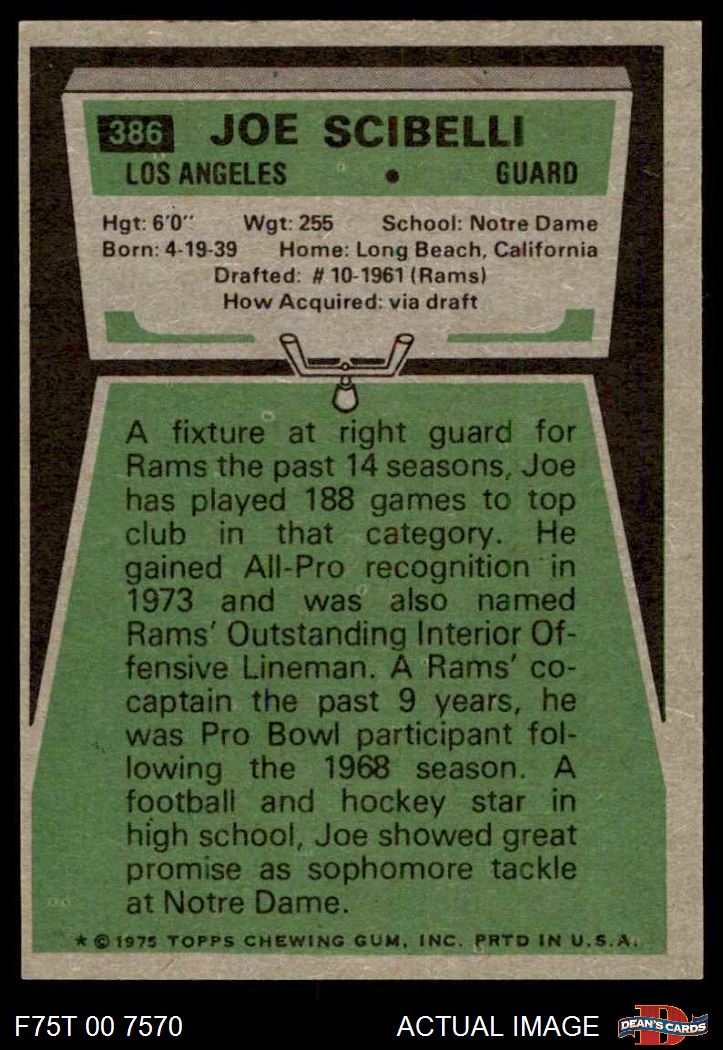 386 JOE SCIBELLI
LOS ANGELES • GUARD
Hgt: 6'0" Wgt: 255 School: Notre Dame
Born: 4-19-39 Home: Long Beach, California
Drafted: # 10-1961 (Rams)
How Acquired: via draft
A fixture at right guard for
Rams the past 14 seasons, Joe
has played 188 games to top
club in that category. He
gained All-Pro recognition in
1973 and was also named
Rams' Outstanding Interior Of-
fensive Lineman. A Rams' co-
captain the past 9 years, he
was Pro Bowl participant fol-
lowing the 1968 season. A
football and hockey star in
high school, Joe showed great
promise as sophomore tackle
at Notre Dame.
★ © 1975 TOPPS CHEWING GUM, INC. PRTD IN U.S.A.
F75T 00 7570 ACTUAL IMAGE D DEAN'S CARDS